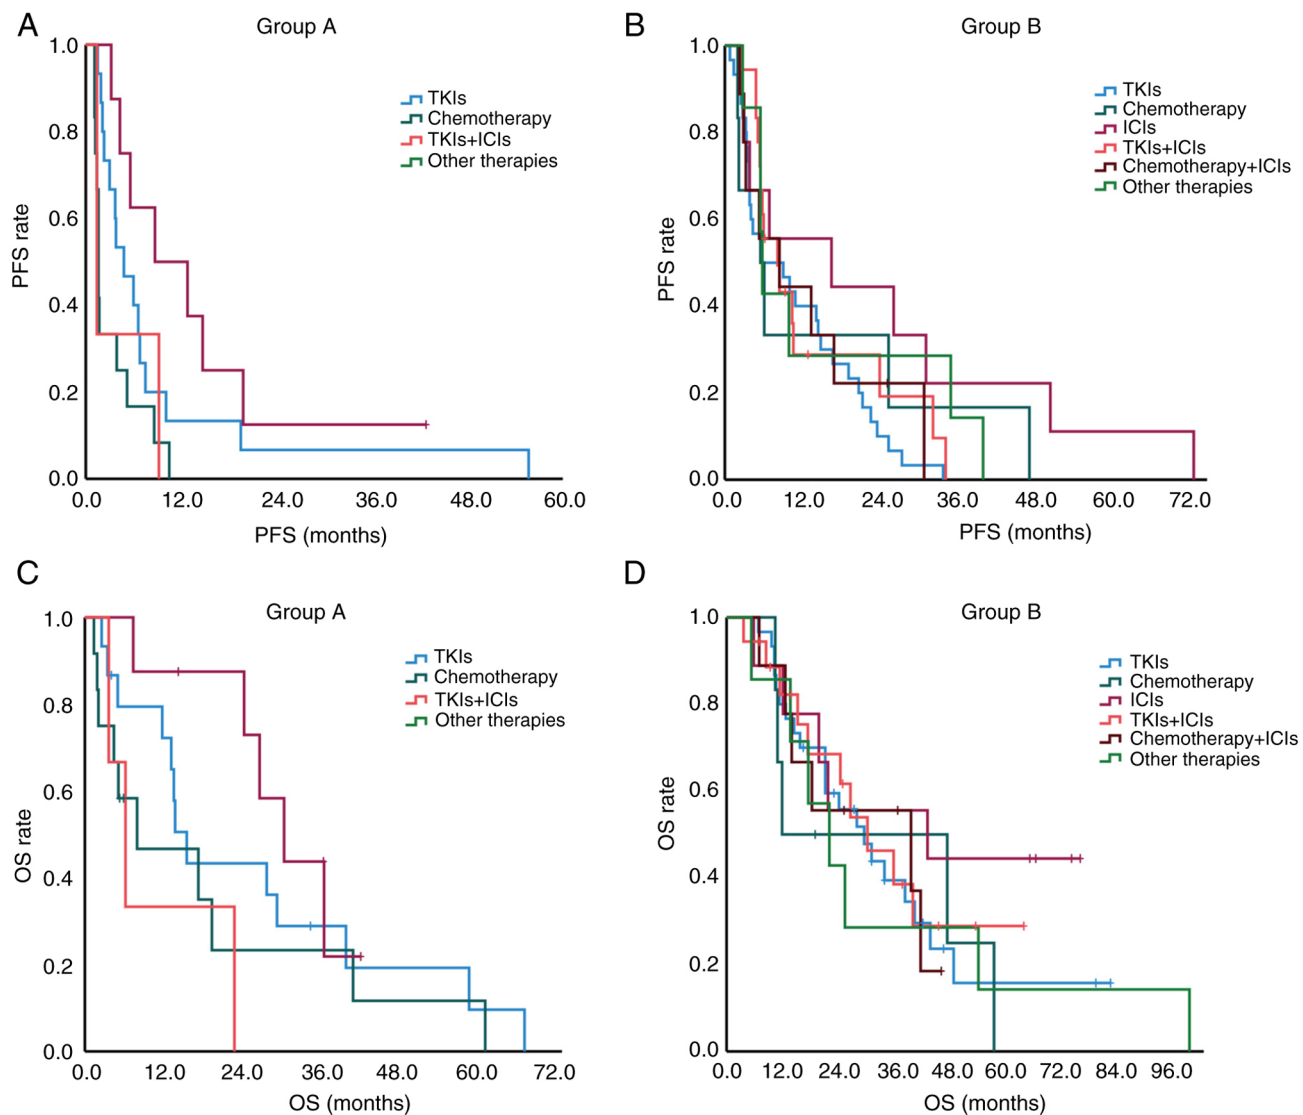 A
Group A
1.0
0.8
0.6
0.4
0.2
0.0
PFS rate
TKIs
Chemotherapy
TKIs+ICIs
Other therapies
0.0 12.0 24.0 36.0 48.0 60.0
PFS (months)
B
Group B
1.0
0.8
0.6
0.4
0.2
0.0
PFS rate
TKIs
Chemotherapy
ICIs
TKIs+ICIs
Chemotherapy+ICIs
Other therapies
0.0 12.0 24.0 36.0 48.0 60.0 72.0
PFS (months)
C
Group A
1.0
0.8
0.6
0.4
0.2
0.0
OS rate
TKIs
Chemotherapy
TKIs+ICIs
Other therapies
0.0 12.0 24.0 36.0 48.0 60.0 72.0
OS (months)
D
Group B
1.0
0.8
0.6
0.4
0.2
0.0
OS rate
TKIs
Chemotherapy
ICIs
TKIs+ICIs
Chemotherapy+ICIs
Other therapies
0.0 12.0 24.0 36.0 48.0 60.0 72.0 84.0 96.0
OS (months)